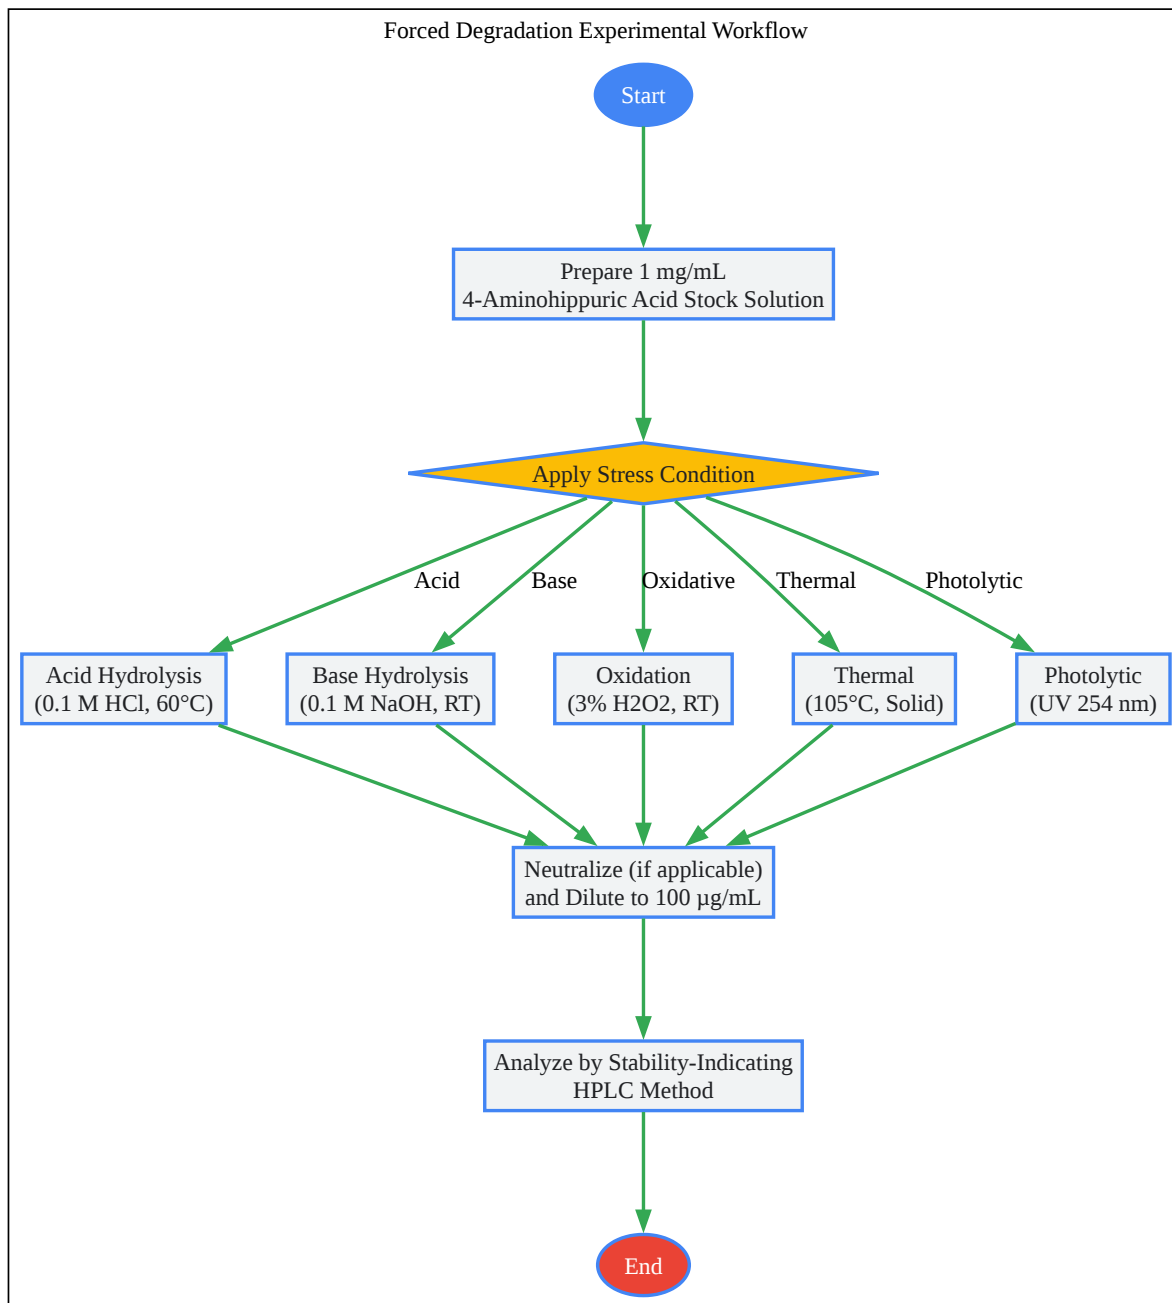 Forced Degradation Experimental Workflow
Start
Prepare 1 mg/mL
4-Aminohippuric Acid Stock Solution
Apply Stress Condition
Acid
Base
Oxidative
Thermal
Photolytic
Acid Hydrolysis
(0.1 M HCl, 60°C)
Base Hydrolysis
(0.1 M NaOH, RT)
Oxidation
(3% H2O2, RT)
Thermal
(105°C, Solid)
Photolytic
(UV 254 nm)
Neutralize (if applicable)
and Dilute to 100 µg/mL
Analyze by Stability-Indicating
HPLC Method
End